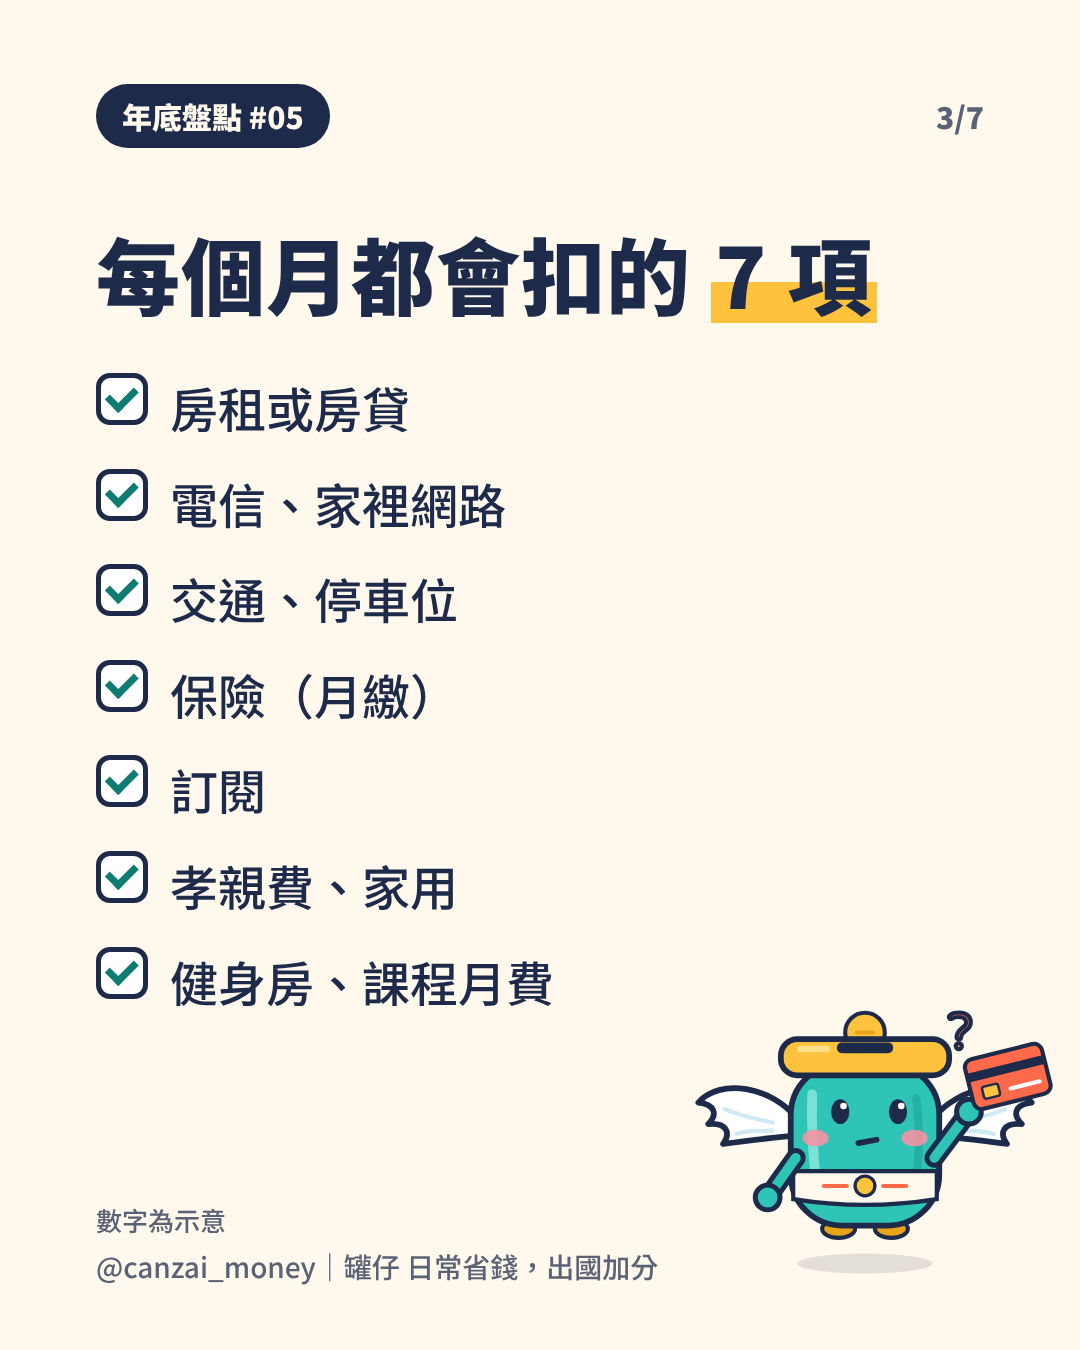 年底盤點 #05
3/7
每個月都會扣的 7 項
房租或房貸
電信、家裡網路
交通、停車位
保險（月繳）
訂閱
孝親費、家用
健身房、課程月費
?
數字為示意
@canzai_money｜罐仔 日常省錢，出國加分